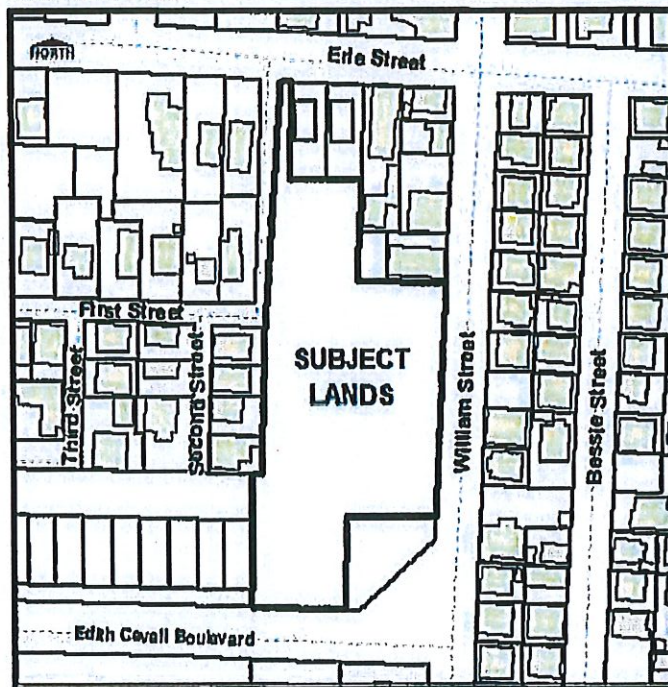 NORTH
Erie Street
First Street
SUBJECT
LANDS
Third Street
Second Street
William Street
Bessie Street
Edith Cavell Boulevard